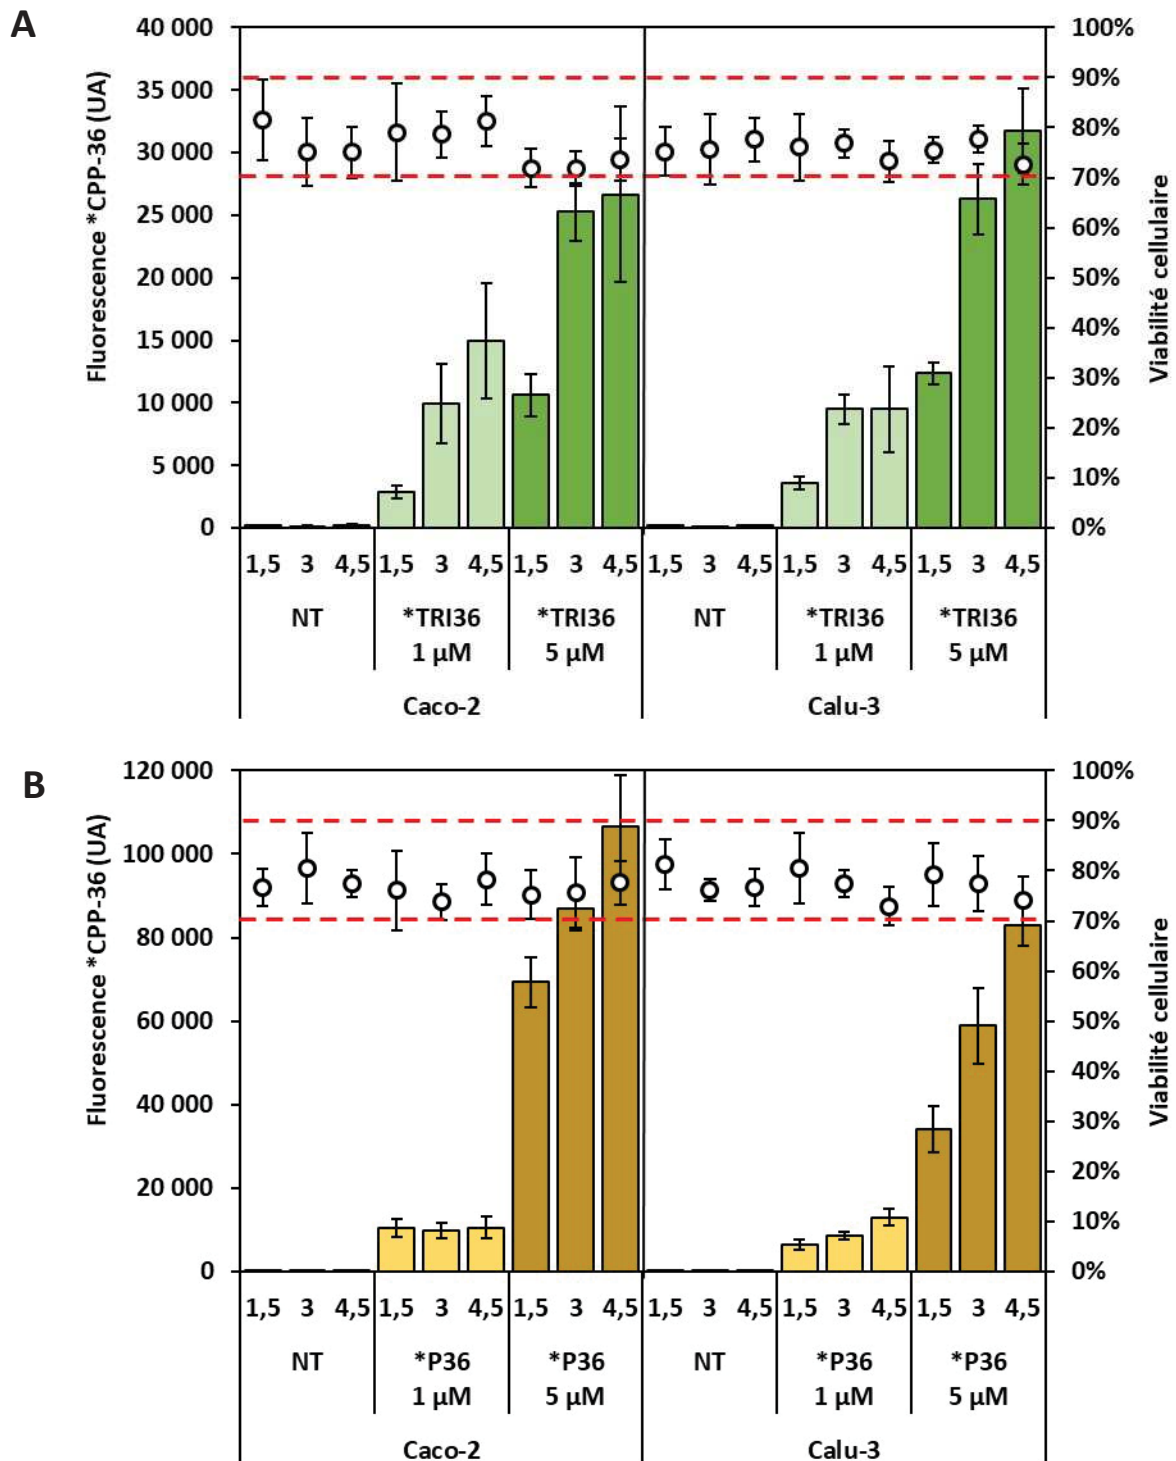 A
Fluorescence *CPP-36 (UA)
40 000
35 000
30 000
25 000
20 000
15 000
10 000
5 000
0
100%
90%
80%
70%
60%
50%
40%
30%
20%
10%
0%
Viabilité cellulaire
1,5 3 4,5 1,5 3 4,5 1,5 3 4,5 1,5 3 4,5 1,5 3 4,5 1,5 3 4,5
NT *TRI36 *TRI36 NT *TRI36 *TRI36
1 µM 5 µM 1 µM 5 µM
Caco-2 Calu-3
B
Fluorescence *CPP-36 (UA)
120 000
100 000
80 000
60 000
40 000
20 000
0
100%
90%
80%
70%
60%
50%
40%
30%
20%
10%
0%
Viabilité cellulaire
1,5 3 4,5 1,5 3 4,5 1,5 3 4,5 1,5 3 4,5 1,5 3 4,5 1,5 3 4,5
NT *P36 *P36 NT *P36 *P36
1 µM 5 µM 1 µM 5 µM
Caco-2 Calu-3